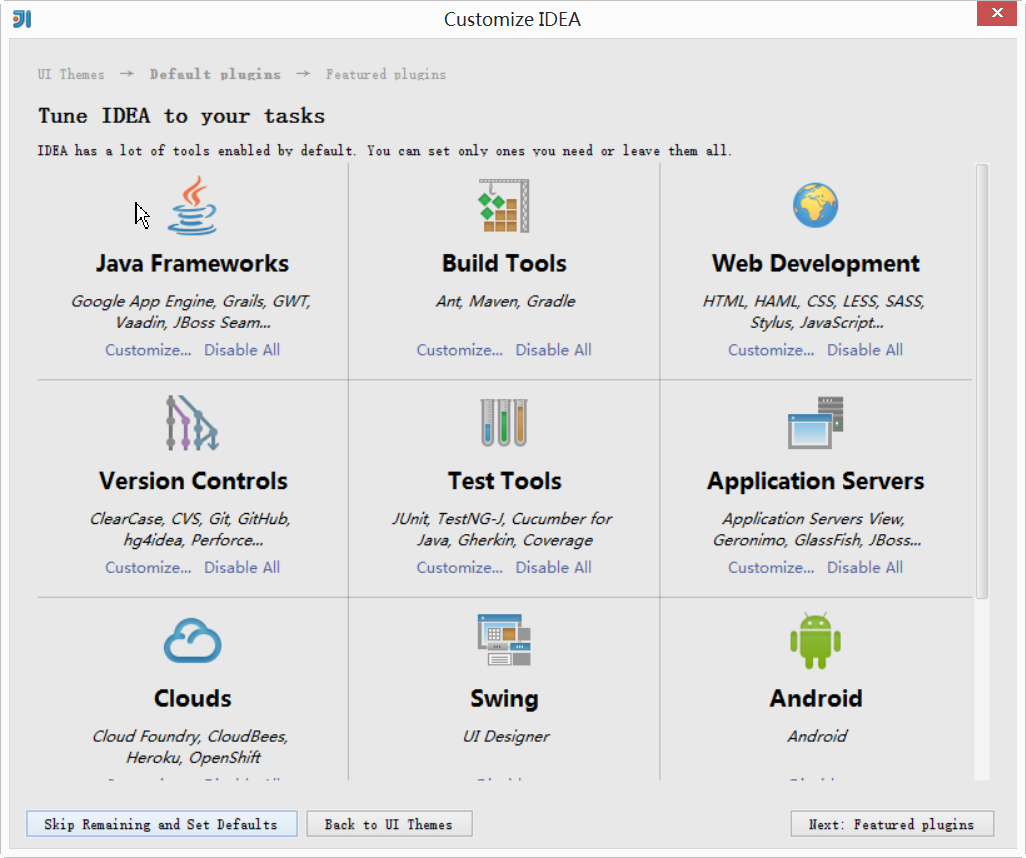 Customize IDEA
UI Themes → Default plugins → Featured plugins
Tune IDEA to your tasks
IDEA has a lot of tools enabled by default. You can set only ones you need or leave them all.
Java Frameworks
Google App Engine, Grails, GWT,
Vaadin, JBoss Seam...
Customize... Disable All
Build Tools
Ant, Maven, Gradle
Customize... Disable All
Web Development
HTML, HAML, CSS, LESS, SASS,
Stylus, JavaScript...
Customize... Disable All
Version Controls
ClearCase, CVS, Git, GitHub,
hg4idea, Perforce...
Customize... Disable All
Test Tools
JUnit, TestNG-J, Cucumber for
Java, Gherkin, Coverage
Customize... Disable All
Application Servers
Application Servers View,
Geronimo, GlassFish, JBoss...
Customize... Disable All
Clouds
Cloud Foundry, CloudBees,
Heroku, OpenShift
Swing
UI Designer
Android
Android
Skip Remaining and Set Defaults
Back to UI Themes
Next: Featured plugins